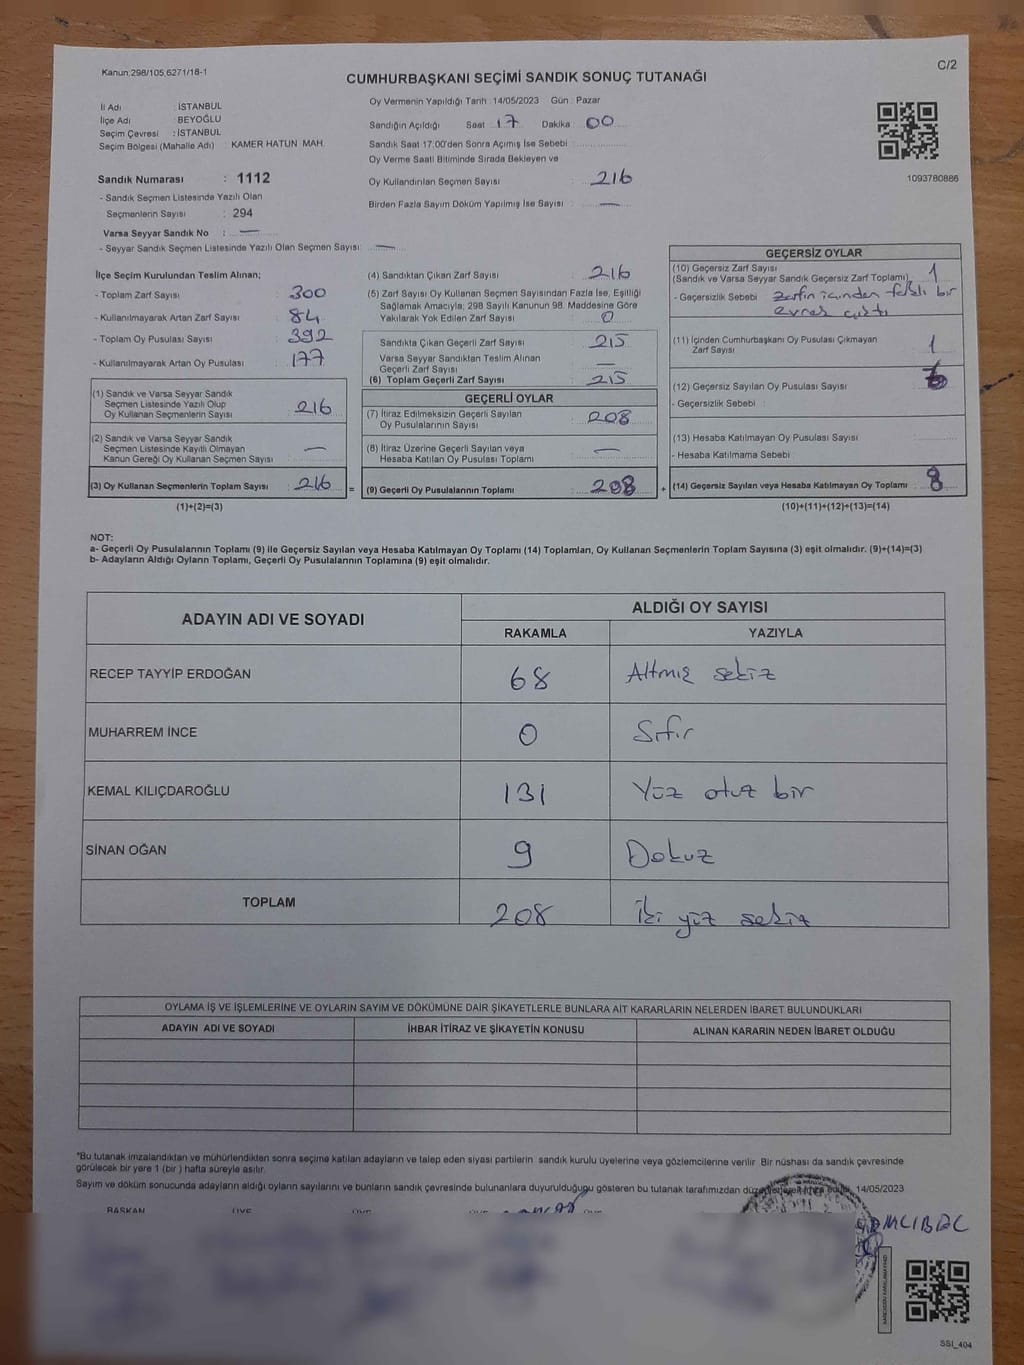 Kanun:298/105,6271/18-1
C/2
CUMHURBAŞKANI SEÇİMİ SANDIK SONUÇ TUTANAĞI
İl Adı : İSTANBUL
İlçe Adı : BEYOĞLU
Seçim Çevresi : İSTANBUL
Seçim Bölgesi (Mahalle Adı) : KAMER HATUN MAH.
Sandık Numarası : 1112
- Sandık Seçmen Listesinde Yazılı Olan
Seçmenlerin Sayısı : 294
Varsa Seyyar Sandık No : —
- Seyyar Sandık Seçmen Listesinde Yazılı Olan Seçmen Sayısı: —
Oy Vermenin Yapıldığı Tarih : 14/05/2023 Gün : Pazar
Sandığın Açıldığı Saat 17 Dakika 00
Sandık Saat 17:00'den Sonra Açımış İse Sebebi
Oy Verme Saati Bitiminde Sırada Bekleyen ve
Oy Kullandırılan Seçmen Sayısı : 216
Birden Fazla Sayım Döküm Yapılmış İse Sayısı : —
1093780886
İlçe Seçim Kurulundan Teslim Alınan;
- Toplam Zarf Sayısı : 300
- Kullanılmayarak Artan Zarf Sayısı : 84
- Toplam Oy Pusulası Sayısı : 392
- Kullanılmayarak Artan Oy Pusulası : 177
(1) Sandık ve Varsa Seyyar Sandık
Seçmen Listesinde Yazılı Olup
Oy Kullanan Seçmenlerin Sayısı : 216
(2) Sandık ve Varsa Seyyar Sandık
Seçmen Listesinde Kayıtlı Olmayan
Kanun Gereği Oy Kullanan Seçmen Sayısı : —
(3) Oy Kullanan Seçmenlerin Toplam Sayısı : 216 =
(1)+(2)=(3)
(4) Sandıktan Çıkan Zarf Sayısı : 216
(5) Zarf Sayısı Oy Kullanan Seçmen Sayısından Fazla İse, Eşitliği
Sağlamak Amacıyla; 298 Sayılı Kanunun 98. Maddesine Göre
Yakılarak Yok Edilen Zarf Sayısı : 0
Sandıkta Çıkan Geçerli Zarf Sayısı : 215
Varsa Seyyar Sandıktan Teslim Alınan
Geçerli Zarf Sayısı : —
(6) Toplam Geçerli Zarf Sayısı : 215
GEÇERLİ OYLAR
(7) İtiraz Edilmeksizin Geçerli Sayılan
Oy Pusulalarının Sayısı : 208
(8) İtiraz Üzerine Geçerli Sayılan veya
Hesaba Katılan Oy Pusulası Toplamı : —
(9) Geçerli Oy Pusulalarının Toplamı : 208 +
GEÇERSİZ OYLAR
(10) Geçersiz Zarf Sayısı : 1
(Sandık ve Varsa Seyyar Sandık Geçersiz Zarf Toplamı)
- Geçersizlik Sebebi : zarfın içinden farklı bir
evrak çıktı
(11) İçinden Cumhurbaşkanı Oy Pusulası Çıkmayan
Zarf Sayısı : 1
(12) Geçersiz Sayılan Oy Pusulası Sayısı : 6
- Geçersizlik Sebebi :
(13) Hesaba Katılmayan Oy Pusulası Sayısı :
- Hesaba Katılmama Sebebi :
(14) Geçersiz Sayılan veya Hesaba Katılmayan Oy Toplamı : 8
(10)+(11)+(12)+(13)=(14)
NOT:
a- Geçerli Oy Pusulalarının Toplamı (9) ile Geçersiz Sayılan veya Hesaba Katılmayan Oy Toplamı (14) Toplamları, Oy Kullanan Seçmenlerin Toplam Sayısına (3) eşit olmalıdır. (9)+(14)=(3)
b- Adayların Aldığı Oyların Toplamı, Geçerli Oy Pusulalarının Toplamına (9) eşit olmalıdır.
ADAYIN ADI VE SOYADI
ALDIĞI OY SAYISI
RAKAMLA YAZIYLA
RECEP TAYYİP ERDOĞAN 68 Altmış sekiz
MUHARREM İNCE 0 Sıfır
KEMAL KILIÇDAROĞLU 131 Yüz otuz bir
SİNAN OĞAN 9 Dokuz
TOPLAM 208 İki yüz sekiz
OYLAMA İŞ VE İŞLEMLERİNE VE OYLARIN SAYIM VE DÖKÜMÜNE DAİR ŞİKAYETLERLE BUNLARA AİT KARARLARIN NELERDEN İBARET BULUNDUKLARI
ADAYIN ADI VE SOYADI İHBAR İTİRAZ VE ŞİKAYETİN KONUSU ALINAN KARARIN NEDEN İBARET OLDUĞU
*Bu tutanak imzalandıktan ve mühürlendikten sonra seçime katılan adayların ve talep eden siyasi partilerin sandık kurulu üyelerine veya gözlemcilerine verilir. Bir nüshası da sandık çevresinde
görülecek bir yere 1 (bir ) hafta süreyle asılır.
Sayım ve döküm sonucunda adayların aldığı oyların sayılarını ve bunların sandık çevresinde bulunanlara duyurulduğunu gösteren bu tutanak tarafımızdan 14/05/2023
BAŞKAN ÜYE ÜYE ÜYE ÜYE
SSI_404